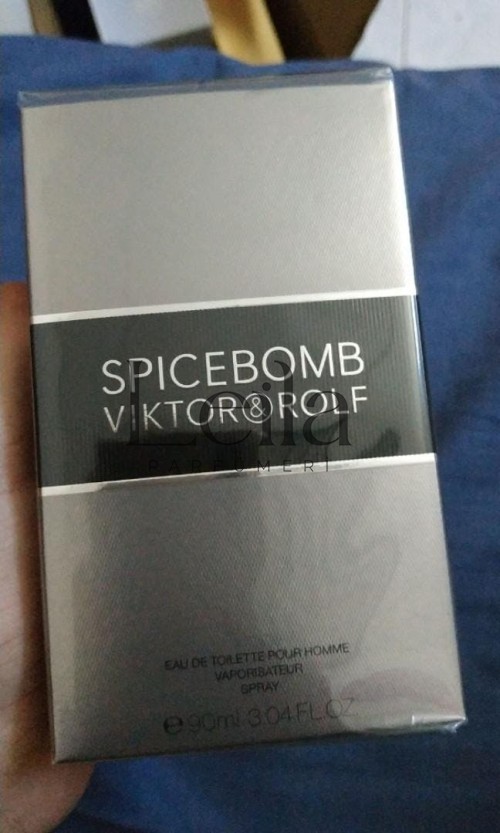 SPICEBOMB
VIKTOR&ROLF
Leila
PARFUMERI
EAU DE TOILETTE POUR HOMME
VAPORISATEUR
SPRAY
e 90ml 3.04 FL.OZ